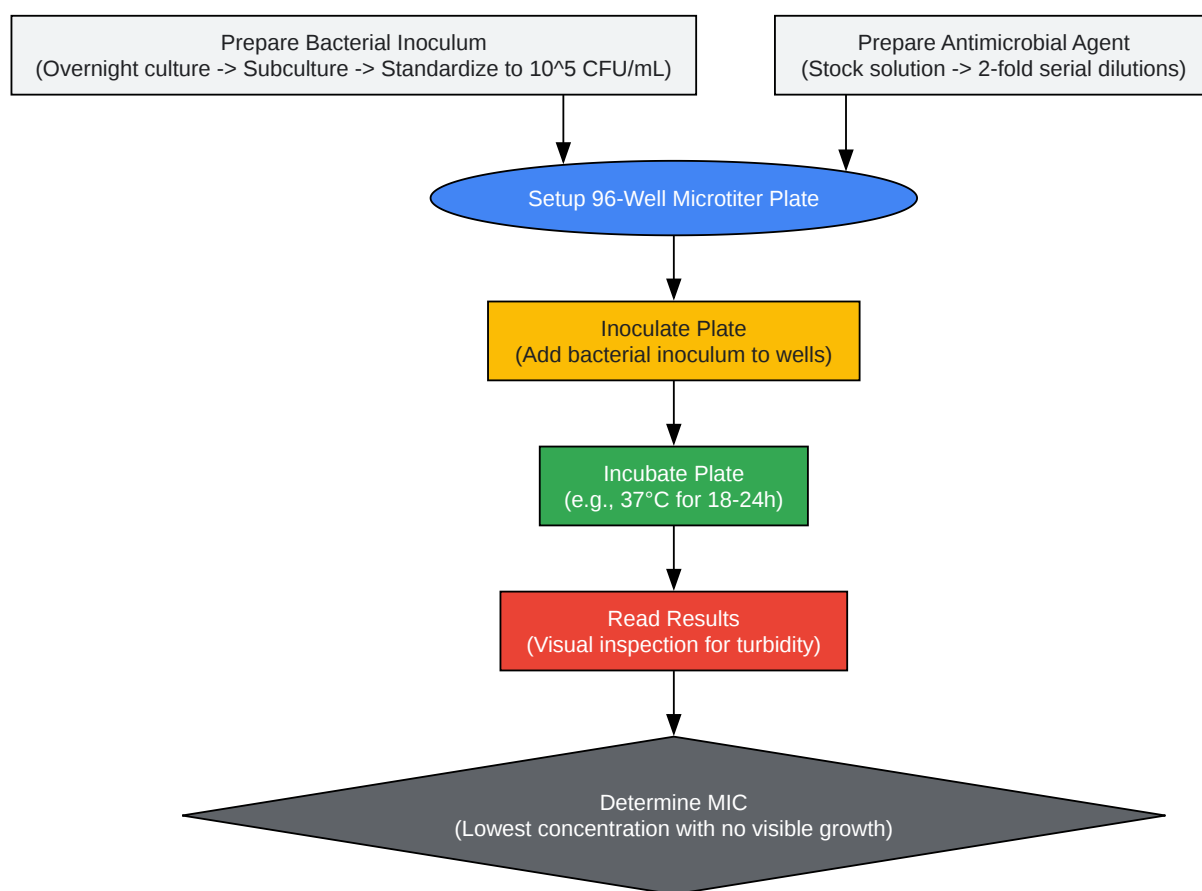 Prepare Bacterial Inoculum
(Overnight culture -> Subculture -> Standardize to 10^5 CFU/mL)
Prepare Antimicrobial Agent
(Stock solution -> 2-fold serial dilutions)
Setup 96-Well Microtiter Plate
Inoculate Plate
(Add bacterial inoculum to wells)
Incubate Plate
(e.g., 37°C for 18-24h)
Read Results
(Visual inspection for turbidity)
Determine MIC
(Lowest concentration with no visible growth)